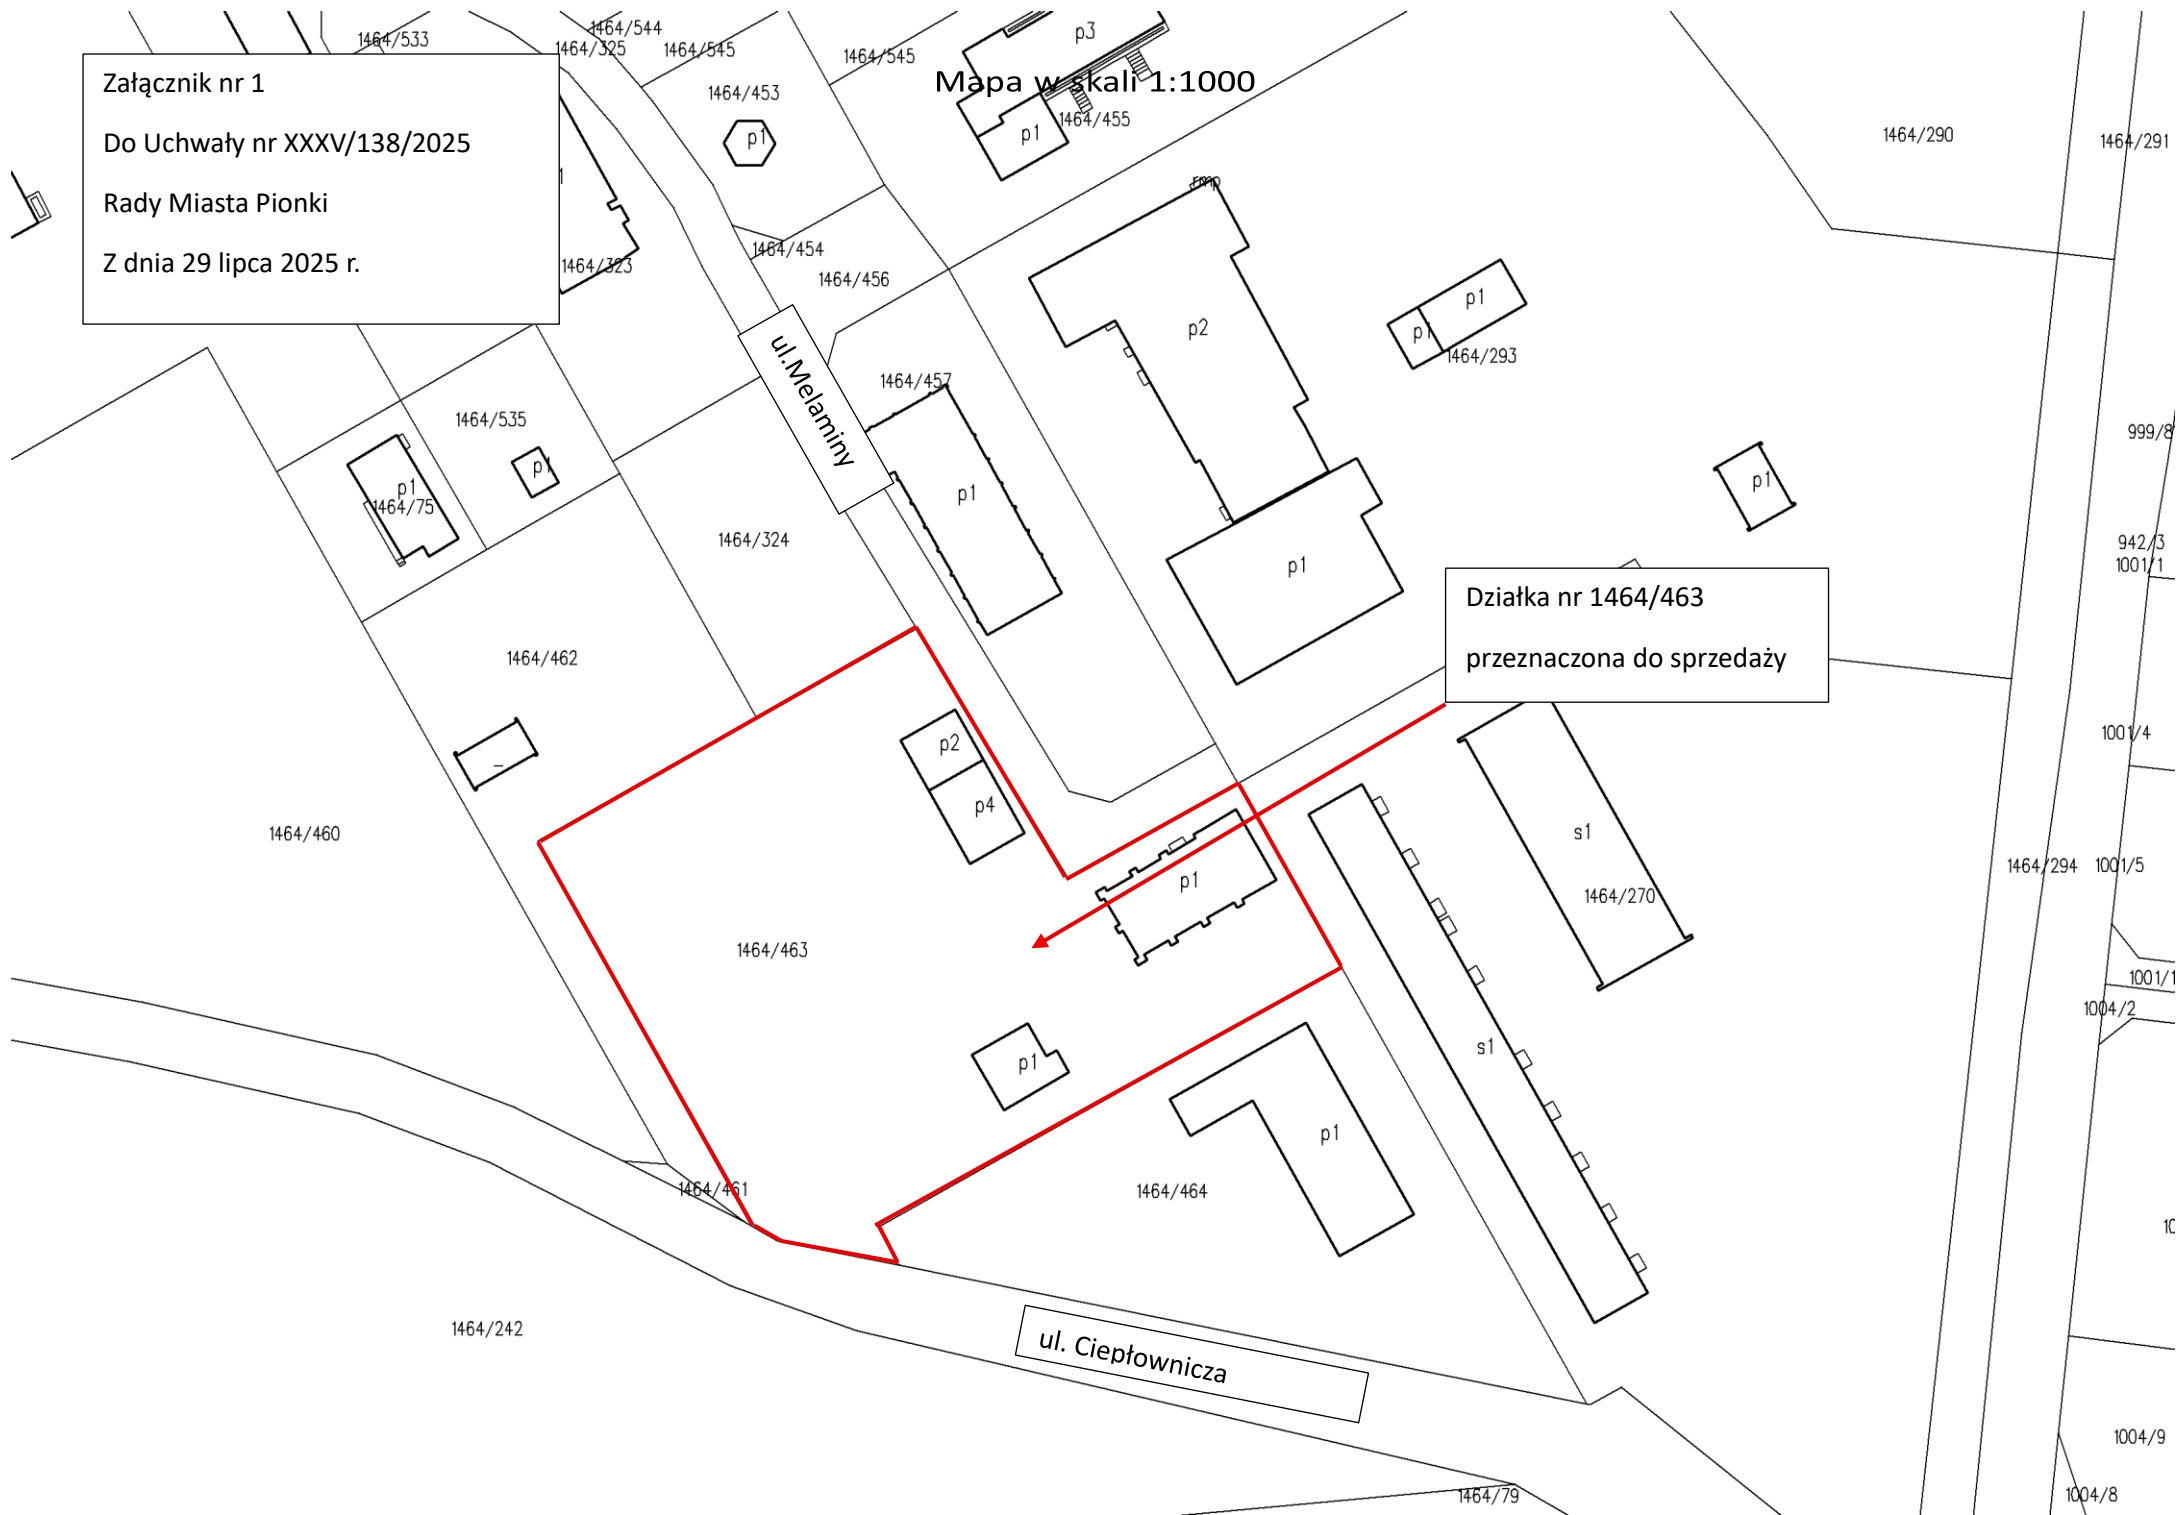 1464/533
1464/544
1464/325
1464/545
1464/545
p3
Mapa w skali 1:1000
Załącznik nr 1
Do Uchwały nr XXXV/138/2025
Rady Miasta Pionki
Z dnia 29 lipca 2025 r.
1464/453
p1
1464/455
p1
1464/290
1464/291
rmp
1464/454
1464/323
1464/456
p2
p1
p1
1464/293
ul.Melaminy
1464/457
1464/535
p1
p1
1464/75
p1
1464/324
p1
p1
999/8
942/3
1001/1
Działka nr 1464/463
przeznaczona do sprzedaży
1464/462
p2
p4
1001/4
1464/460
s1
1464/294
1001/5
p1
1464/270
1464/463
1001/1
1004/2
p1
s1
p1
1464/461
1464/464
1464/242
ul. Ciepłownicza
1004/9
1464/79
1004/8